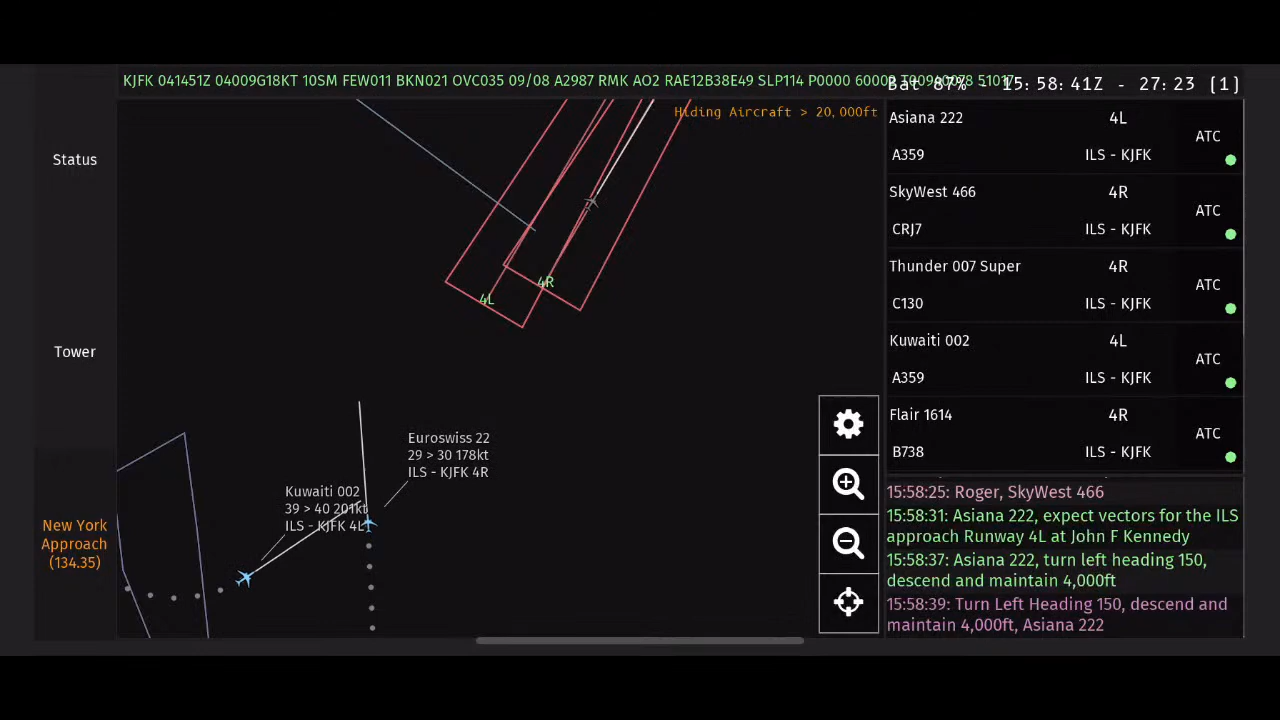 KJFK 041451Z 04009G18KT 10SM FEW011 BKN021 OVC035 09/08 A2987 RMK AO2 RAE12B38E49 SLP114 P0000
Bat 87% - 15:58:41Z - 27:23 [1]
Hiding Aircraft > 20,000ft
Status
Tower
New York
Approach
(134.35)
4L
4R
Euroswiss 22
29 > 30 178kt
ILS - KJFK 4R
Kuwaiti 002
39 > 40 201kt
ILS - KJFK 4L
Asiana 222 4L
ATC
A359 ILS - KJFK
SkyWest 466 4R
ATC
CRJ7 ILS - KJFK
Thunder 007 Super 4R
ATC
C130 ILS - KJFK
Kuwaiti 002 4L
ATC
A359 ILS - KJFK
Flair 1614 4R
ATC
B738 ILS - KJFK
15:58:25: Roger, SkyWest 466
15:58:31: Asiana 222, expect vectors for the ILS
approach Runway 4L at John F Kennedy
15:58:37: Asiana 222, turn left heading 150,
descend and maintain 4,000ft
15:58:39: Turn Left Heading 150, descend and
maintain 4,000ft, Asiana 222